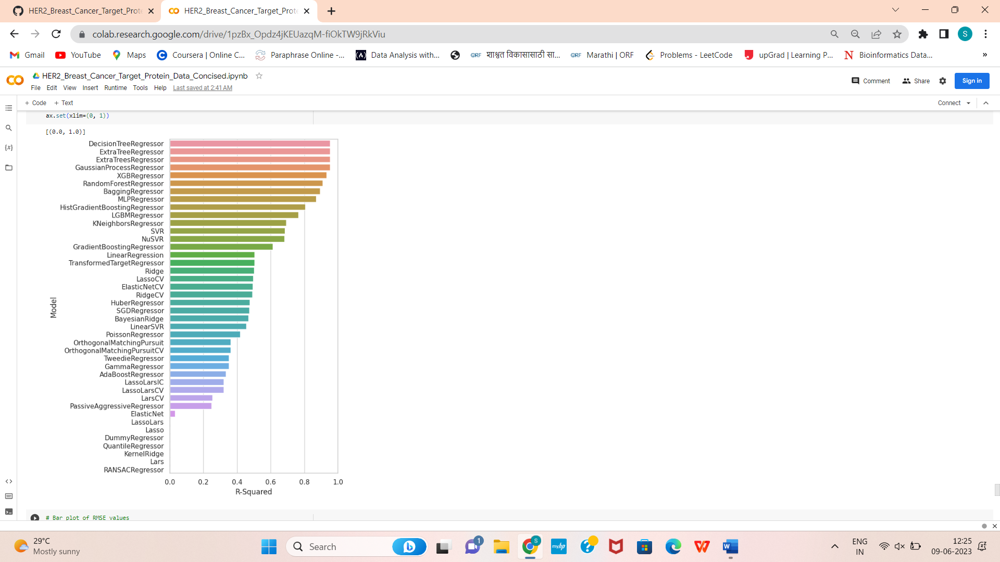 HER2_Breast_Cancer_Target_Prote
HER2_Breast_Cancer_Target_Prote
colab.research.google.com/drive/1pzBx_Opdz4jKEUazqM-fiOkTW9jRkViu
S
Gmail
YouTube
Maps
Coursera | Online C...
Paraphrase Online -...
Data Analysis with...
ORF शाश्वत विकासासाठी सा...
ORF Marathi | ORF
Problems - LeetCode
upGrad | Learning P...
Bioinformatics Data...
»
HER2_Breast_Cancer_Target_Protein_Data_Concised.ipynb
Comment
Share
Sign in
File Edit View Insert Runtime Tools Help Last saved at 2:41 AM
+ Code + Text
Connect
ax.set(xlim=(0, 1))
[(0.0, 1.0)]
{x}
DecisionTreeRegressor
ExtraTreeRegressor
ExtraTreesRegressor
GaussianProcessRegressor
XGBRegressor
RandomForestRegressor
BaggingRegressor
MLPRegressor
HistGradientBoostingRegressor
LGBMRegressor
KNeighborsRegressor
SVR
NuSVR
GradientBoostingRegressor
LinearRegression
TransformedTargetRegressor
Ridge
LassoCV
ElasticNetCV
RidgeCV
HuberRegressor
SGDRegressor
BayesianRidge
LinearSVR
PoissonRegressor
OrthogonalMatchingPursuit
OrthogonalMatchingPursuitCV
TweedieRegressor
GammaRegressor
AdaBoostRegressor
LassoLarsIC
LassoLarsCV
LarsCV
PassiveAggressiveRegressor
ElasticNet
LassoLars
Lasso
DummyRegressor
QuantileRegressor
KernelRidge
Lars
RANSACRegressor
Model
0.0 0.2 0.4 0.6 0.8 1.0
R-Squared
# Bar plot of RMSE values
29°C
Mostly sunny
Search
1
S
myhp
W
ENG
IN
12:25
09-06-2023